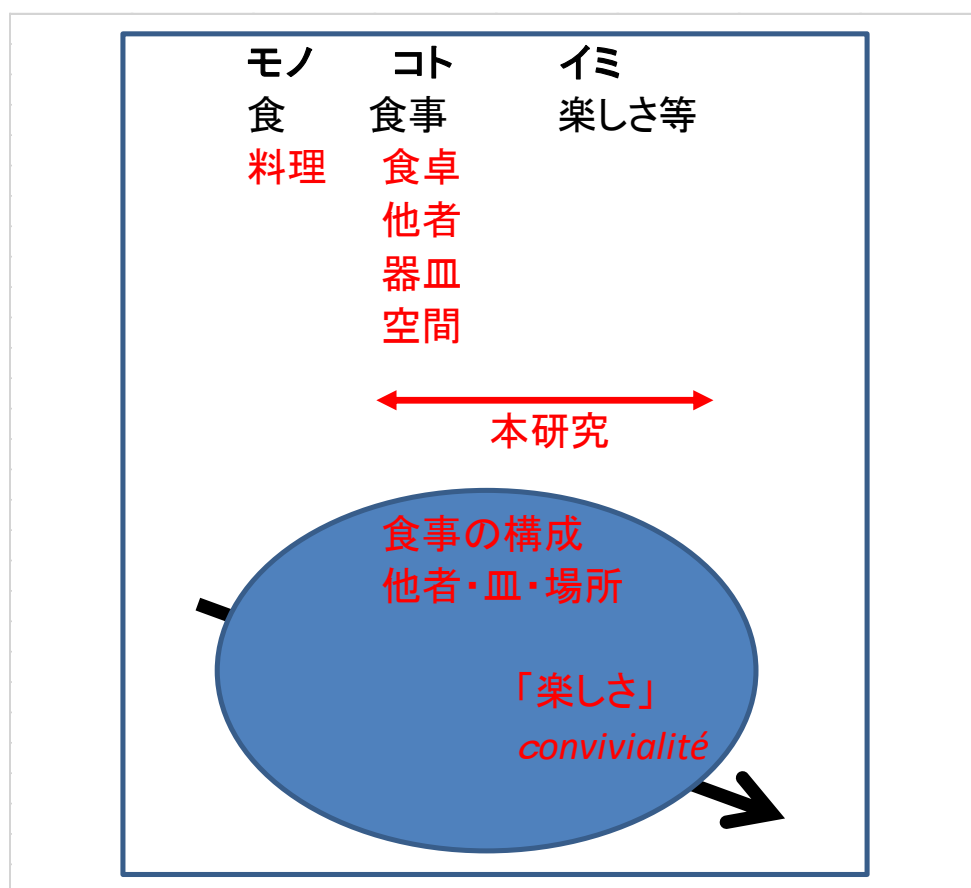 モノ コト イミ
食 食事 楽しさ等
料理 食卓
他者
器皿
空間
本研究
食事の構成
他者・皿・場所
「楽しさ」
convivialité